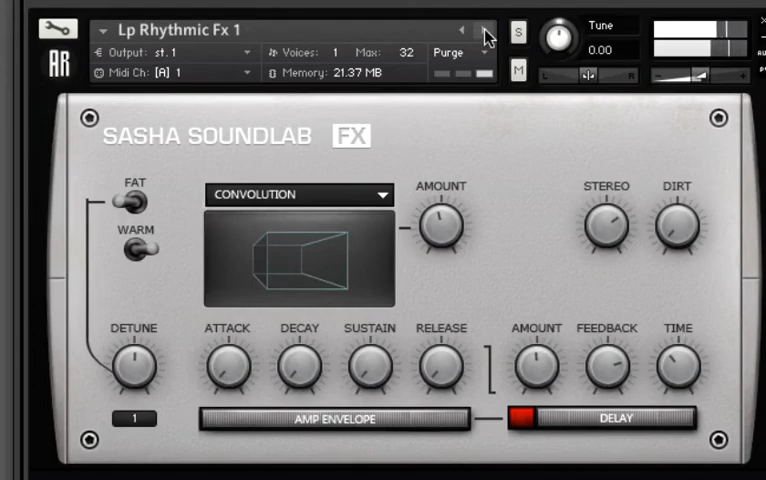 Lp Rhythmic Fx 1
S
Tune
0.00
Output: st. 1
Voices: 1 Max: 32
Purge
AR
Midi Ch: [A] 1
Memory: 21.37 MB
M
L R
- +
SASHA SOUNDLAB FX
FAT
CONVOLUTION
AMOUNT
STEREO
DIRT
WARM
DETUNE
ATTACK
DECAY
SUSTAIN
RELEASE
AMOUNT
FEEDBACK
TIME
1
AMP ENVELOPE
DELAY